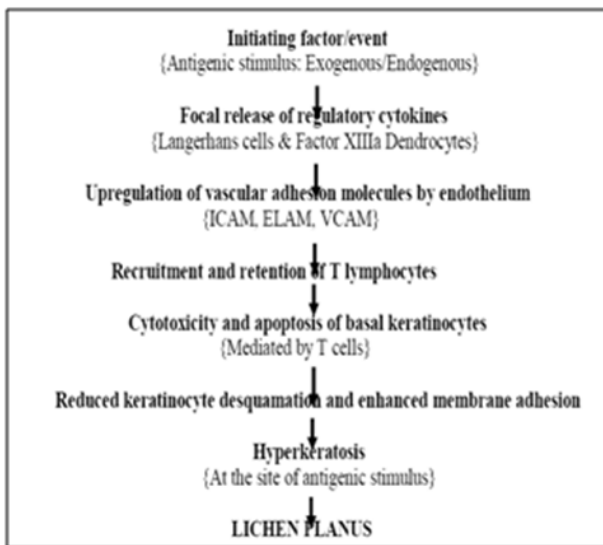 Initiating factor/event
{Antigenic stimulus: Exogenous/Endogenous}
Focal release of regulatory cytokines
{Langerhans cells & Factor XIIIa Dendrocytes}
Upregulation of vascular adhesion molecules by endothelium
{ICAM, ELAM, VCAM}
Recruitment and retention of T lymphocytes
Cytotoxicity and apoptosis of basal keratinocytes
{Mediated by T cells}
Reduced keratinocyte desquamation and enhanced membrane adhesion
Hyperkeratosis
{At the site of antigenic stimulus}
LICHEN PLANUS